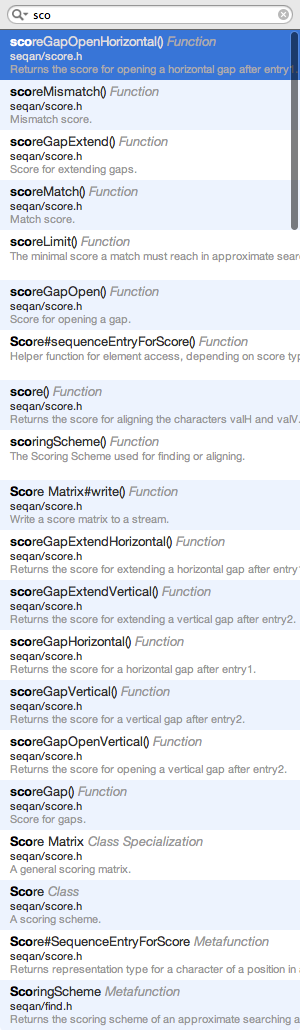 sco
scoreGapOpenHorizontal() Function
seqan/score.h
Returns the score for opening a horizontal gap after entry1.
scoreMismatch() Function
seqan/score.h
Mismatch score.
scoreGapExtend() Function
seqan/score.h
Score for extending gaps.
scoreMatch() Function
seqan/score.h
Match score.
scoreLimit() Function
The minimal score a match must reach in approximate sear
scoreGapOpen() Function
seqan/score.h
Score for opening a gap.
Score#sequenceEntryForScore() Function
Helper function for element access, depending on score typ
score() Function
seqan/score.h
Returns the score for aligning the characters valH and valV.
scoringScheme() Function
The Scoring Scheme used for finding or aligning.
Score Matrix#write() Function
seqan/score.h
Write a score matrix to a stream.
scoreGapExtendHorizontal() Function
seqan/score.h
Returns the score for extending a horizontal gap after entry1
scoreGapExtendVertical() Function
seqan/score.h
Returns the score for extending a vertical gap after entry2.
scoreGapHorizontal() Function
seqan/score.h
Returns the score for a horizontal gap after entry1.
scoreGapVertical() Function
seqan/score.h
Returns the score for a vertical gap after entry2.
scoreGapOpenVertical() Function
seqan/score.h
Returns the score for opening a vertical gap after entry2.
scoreGap() Function
seqan/score.h
Score for gaps.
Score Matrix Class Specialization
seqan/score.h
A general scoring matrix.
Score Class
seqan/score.h
A scoring scheme.
Score#SequenceEntryForScore Metafunction
seqan/score.h
Returns representation type for a character of a position in a
ScoringScheme Metafunction
seqan/find.h
Returns the scoring scheme of an approximate searching a